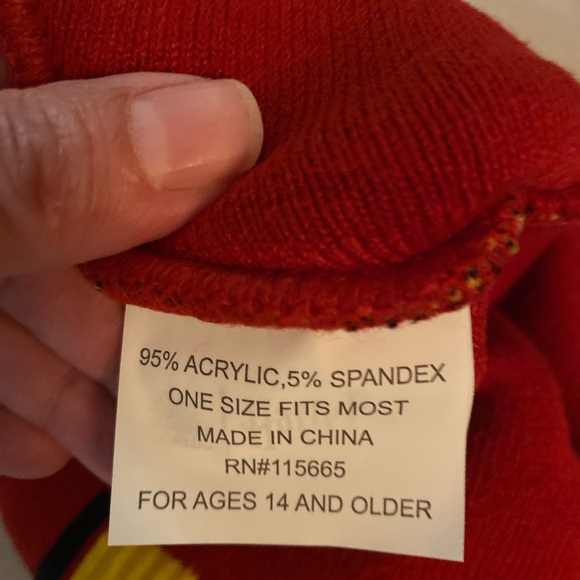 95% ACRYLIC,5% SPANDEX
ONE SIZE FITS MOST
MADE IN CHINA
RN#115665
FOR AGES 14 AND OLDER